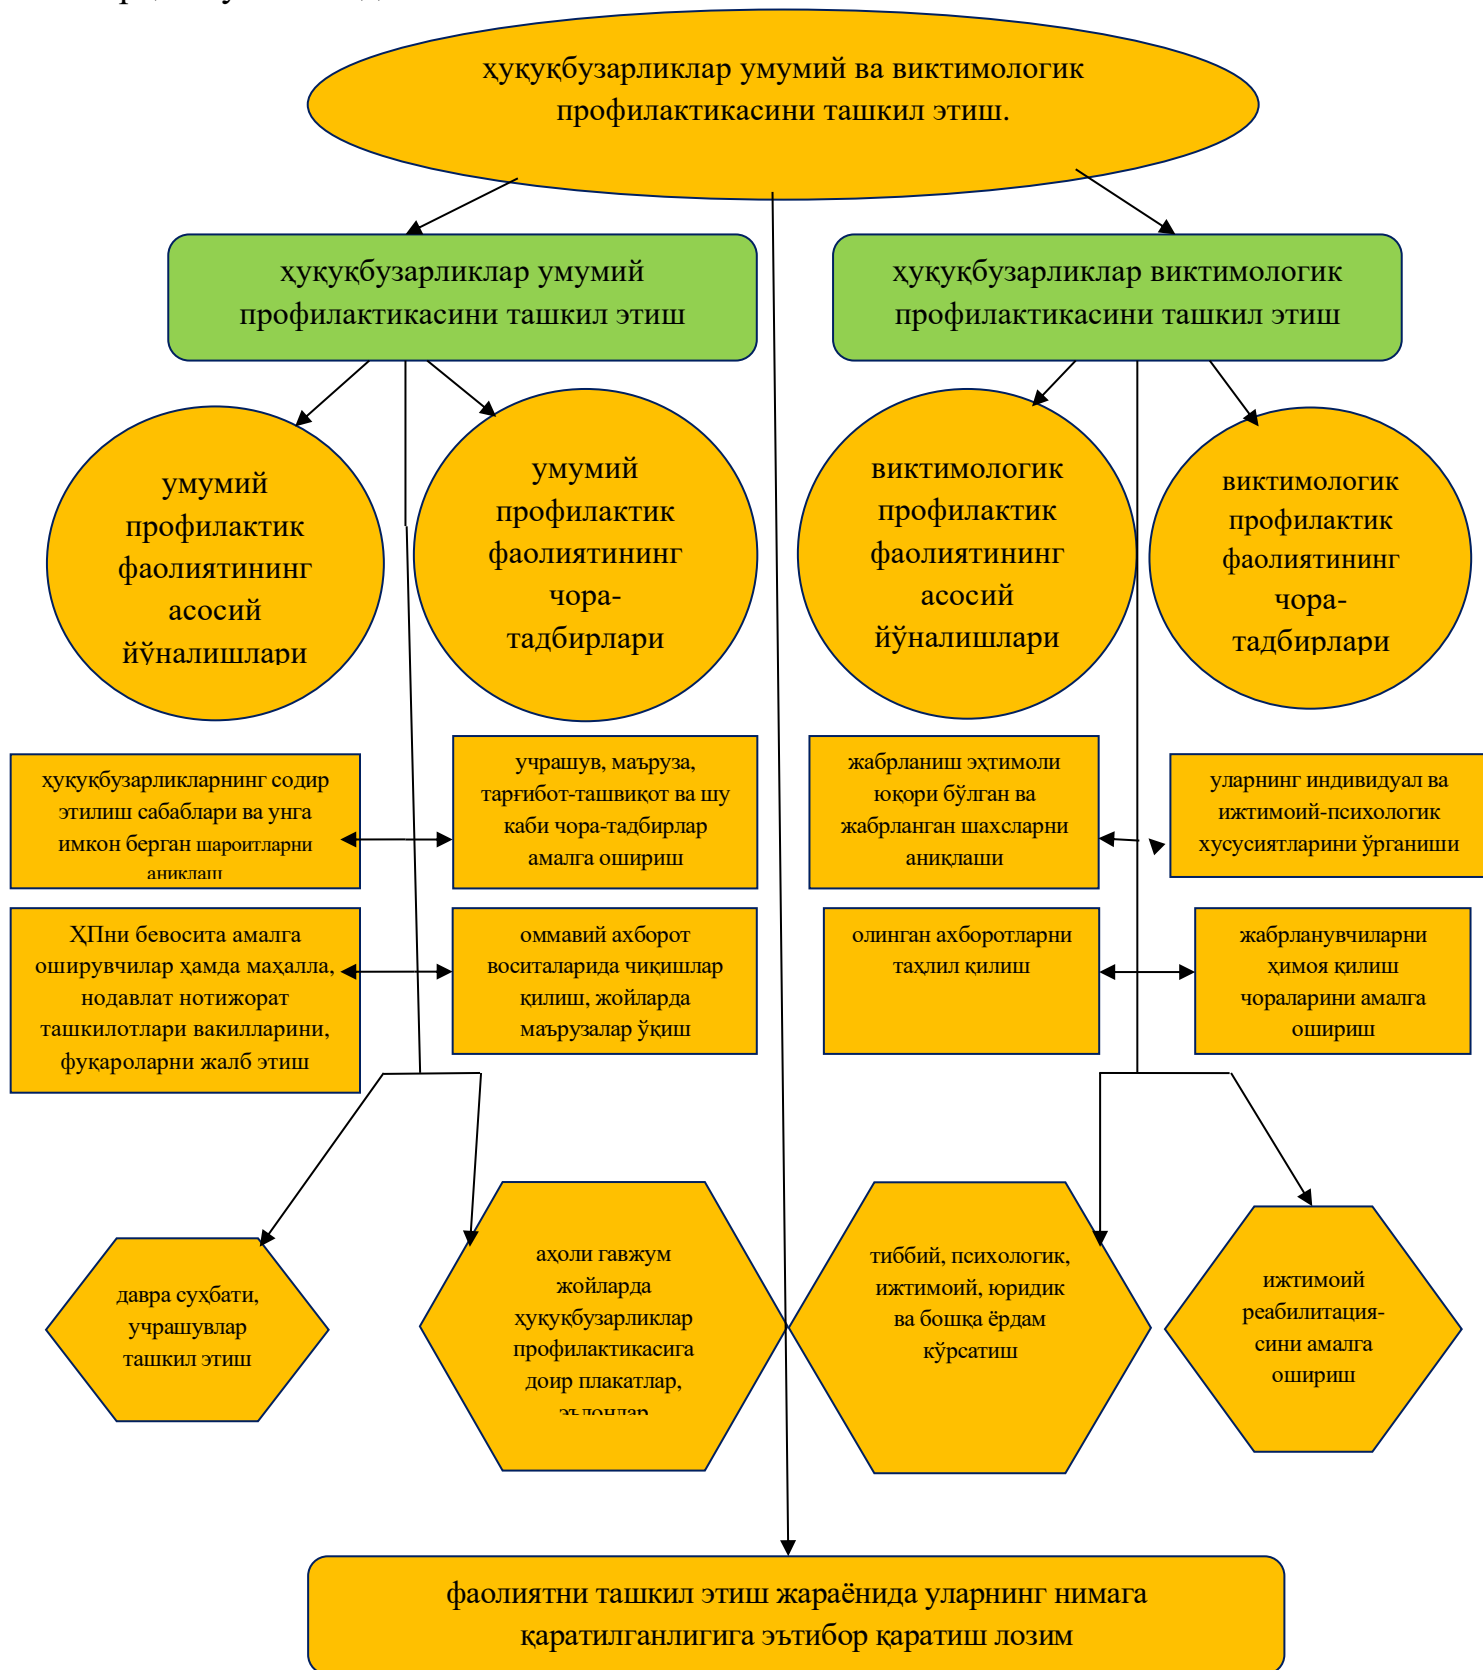 ҳуқуқбузарликлар умумий ва виктимологик
профилактикасини ташкил этиш.
ҳуқуқбузарликлар умумий
профилактикасини ташкил этиш
ҳуқуқбузарликлар виктимологик
профилактикасини ташкил этиш
умумий
профилактик
фаолиятининг
асосий
йўналишлари
умумий
профилактик
фаолиятининг
чора-
тадбирлари
виктимологик
профилактик
фаолиятининг
асосий
йўналишлари
виктимологик
профилактик
фаолиятининг
чора-
тадбирлари
ҳуқуқбузарликларнинг содир
этилиш сабаблари ва унга
имкон берган шароитларни
аниқлаш
учрашув, маъруза,
тарғибот-ташвиқот ва шу
каби чора-тадбирлар
амалга ошириш
жабрланиш эҳтимоли
юқори бўлган ва
жабрланган шахсларни
аниқлаши
уларнинг индивидуал ва
ижтимоий-психологик
хусусиятларини ўрганиши
ҲПни бевосита амалга
оширувчилар ҳамда маҳалла,
нодавлат нотижорат
ташкилотлари вакилларини,
фуқароларни жалб этиш
оммавий ахборот
воситаларида чиқишлар
қилиш, жойларда
маърузалар ўқиш
олинган ахборотларни
таҳлил қилиш
жабрланувчиларни
ҳимоя қилиш
чораларини амалга
ошириш
давра суҳбати,
учрашувлар
ташкил этиш
аҳоли гавжум
жойларда
ҳуқуқбузарликлар
профилактикасига
доир плакатлар,
эълонлар
тиббий, психологик,
ижтимоий, юридик
ва бошқа ёрдам
кўрсатиш
ижтимоий
реабилитация-
сини амалга
ошириш
фаолиятни ташкил этиш жараёнида уларнинг нимага
қаратилганлигига эътибор қаратиш лозим